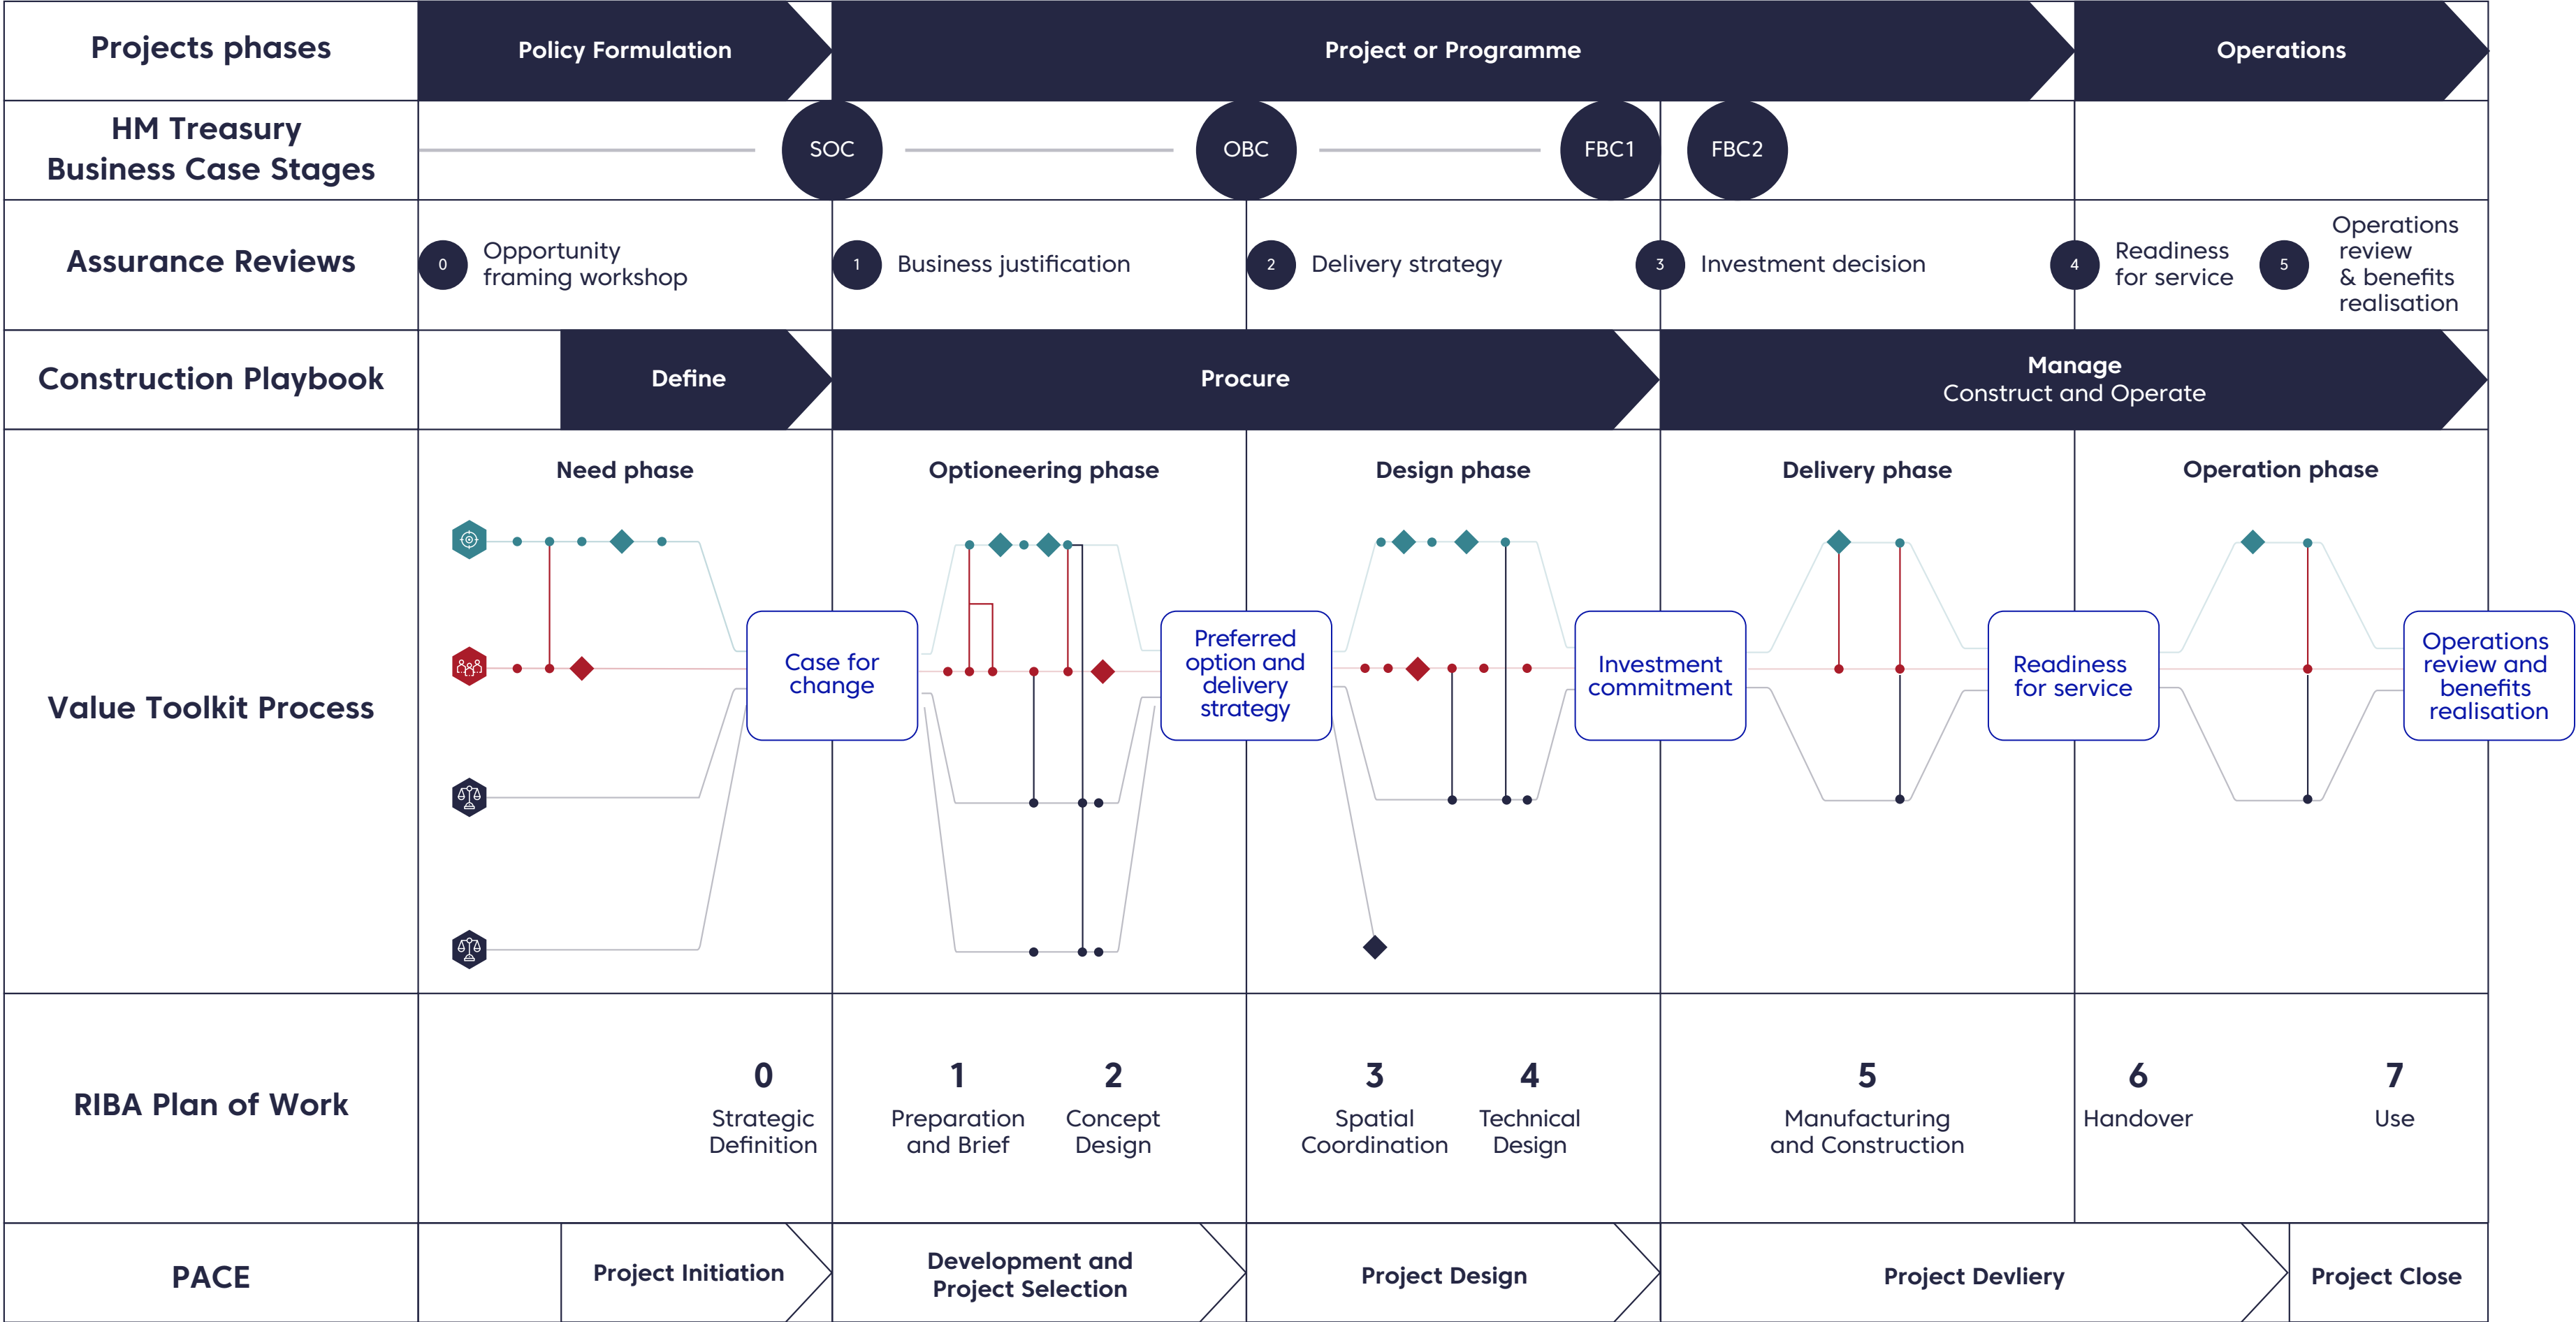 Projects phases
Policy Formulation
Project or Programme
Operations
HM Treasury
Business Case Stages
SOC
OBC
FBC1
FBC2
Assurance Reviews
0
Opportunity
framing workshop
1
Business justification
2
Delivery strategy
3
Investment decision
4
Readiness
for service
5
Operations
review
& benefits
realisation
Construction Playbook
Define
Procure
Manage
Construct and Operate
Value Toolkit Process
Need phase
Optioneering phase
Design phase
Delivery phase
Operation phase
Case for
change
Preferred
option and
delivery
strategy
Investment
commitment
Readiness
for service
Operations
review and
benefits
realisation
RIBA Plan of Work
0
Strategic
Definition
1
Preparation
and Brief
2
Concept
Design
3
Spatial
Coordination
4
Technical
Design
5
Manufacturing
and Construction
6
Handover
7
Use
PACE
Project Initiation
Development and
Project Selection
Project Design
Project Devliery
Project Close